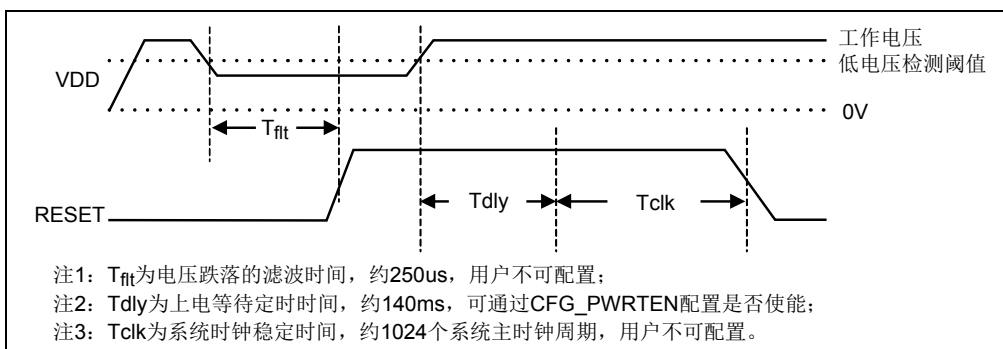 工作电压
低电压检测阈值
VDD
0V
Tflt
Tdly
Tclk
RESET
注1：Tflt为电压跌落的滤波时间，约250us，用户不可配置；
注2：Tdly为上电等待定时时间，约140ms，可通过CFG_PWRTEN配置是否使能；
注3：Tclk为系统时钟稳定时间，约1024个系统主时钟周期，用户不可配置。